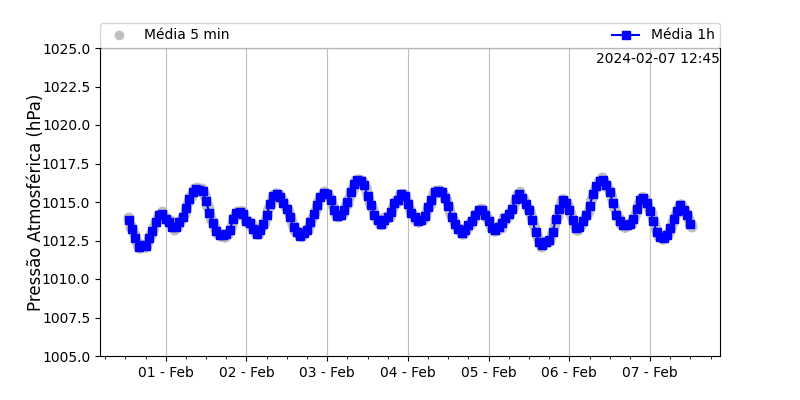 Média 5 min
Média 1h
2024-02-07 12:45
Pressão Atmosférica (hPa)
1025.0
1022.5
1020.0
1017.5
1015.0
1012.5
1010.0
1007.5
1005.0
01 - Feb
02 - Feb
03 - Feb
04 - Feb
05 - Feb
06 - Feb
07 - Feb